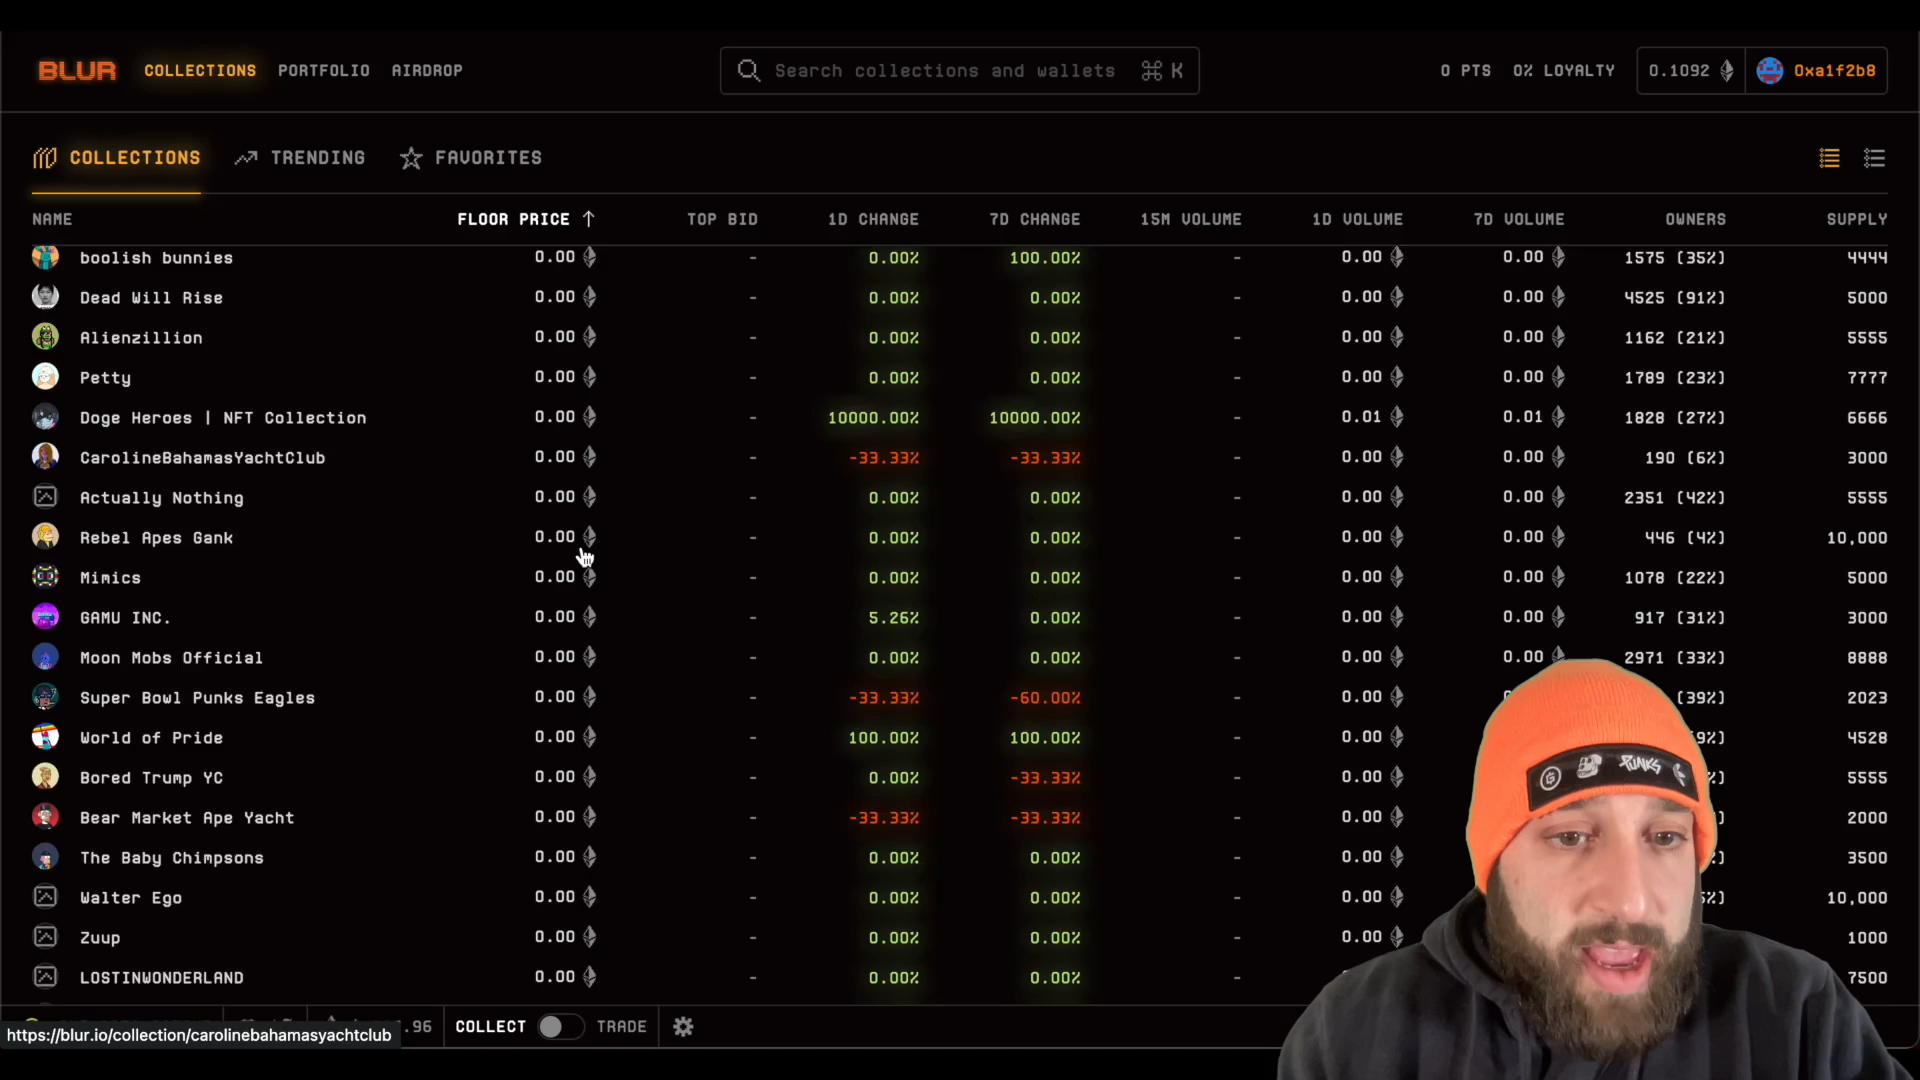 BLUR COLLECTIONS PORTFOLIO AIRDROP Search collections and wallets ⌘ K 0 PTS 0% LOYALTY 0.1092 0xa1f2b8
COLLECTIONS TRENDING FAVORITES
NAME FLOOR PRICE ↑ TOP BID 1D CHANGE 7D CHANGE 15M VOLUME 1D VOLUME 7D VOLUME OWNERS SUPPLY
boolish bunnies 0.00 - 0.00% 100.00% - 0.00 0.00 1575 (35%) 4444
Dead Will Rise 0.00 - 0.00% 0.00% - 0.00 0.00 4525 (91%) 5000
Alienzillion 0.00 - 0.00% 0.00% - 0.00 0.00 1162 (21%) 5555
Petty 0.00 - 0.00% 0.00% - 0.00 0.00 1789 (23%) 7777
Doge Heroes | NFT Collection 0.00 - 10000.00% 10000.00% - 0.01 0.01 1828 (27%) 6666
CarolineBahamasYachtClub 0.00 - -33.33% -33.33% - 0.00 0.00 190 (6%) 3000
Actually Nothing 0.00 - 0.00% 0.00% - 0.00 0.00 2351 (42%) 5555
Rebel Apes Gank 0.00 - 0.00% 0.00% - 0.00 0.00 446 (4%) 10,000
Mimics 0.00 - 0.00% 0.00% - 0.00 0.00 1078 (22%) 5000
GAMU INC. 0.00 - 5.26% 0.00% - 0.00 0.00 917 (31%) 3000
Moon Mobs Official 0.00 - 0.00% 0.00% - 0.00 0.00 2971 (33%) 8888
Super Bowl Punks Eagles 0.00 - -33.33% -60.00% - 0.00 (39%) 2023
World of Pride 0.00 - 100.00% 100.00% - 0.00 9%) 4528
Bored Trump YC 0.00 - 0.00% -33.33% - 0.00 %) 5555
Bear Market Ape Yacht 0.00 - -33.33% -33.33% - 0.00 ) 2000
The Baby Chimpsons 0.00 - 0.00% 0.00% - 0.00 %) 3500
Walter Ego 0.00 - 0.00% 0.00% - 0.00 %) 10,000
Zuup 0.00 - 0.00% 0.00% - 0.00 1000
LOSTINWONDERLAND 0.00 - 0.00% 0.00% - 7500
.96 COLLECT TRADE
https://blur.io/collection/carolinebahamasyachtclub
PUNKS